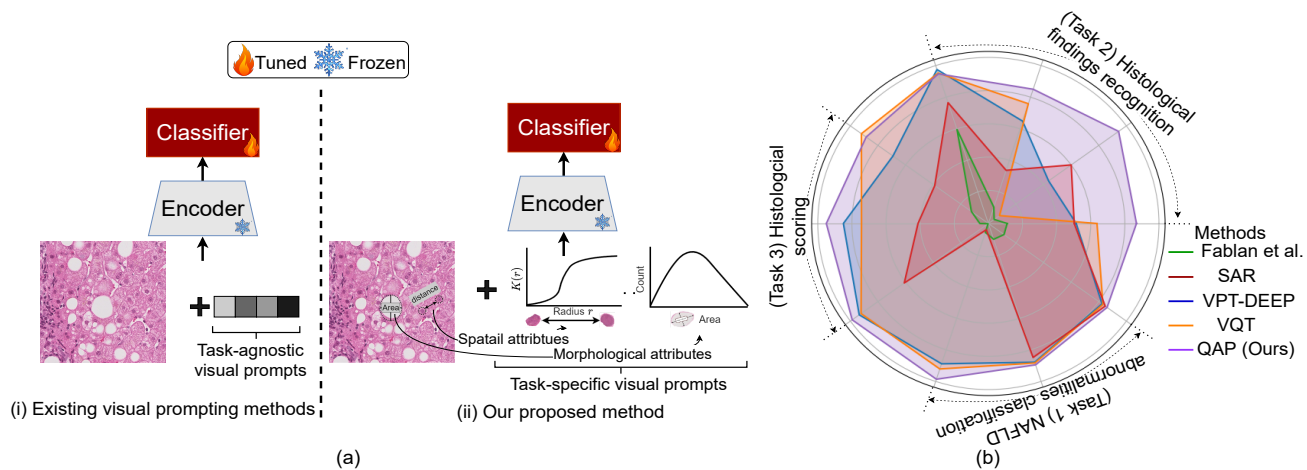 Tuned Frozen
Classifier
Encoder
Task-agnostic
visual prompts
(i) Existing visual prompting methods
Classifier
Encoder
Area
distance
K(r)
Radius r
Count
Area
Spatail attribtues
Morphological attributes
Task-specific visual prompts
(ii) Our proposed method
(a)
(Task 2) Histological
findings recognition
(Task 3) Histologcial
scoring
(Task 1) NAFLD
abnormalities classification
Methods
Fablan et al.
SAR
VPT-DEEP
VQT
QAP (Ours)
(b)